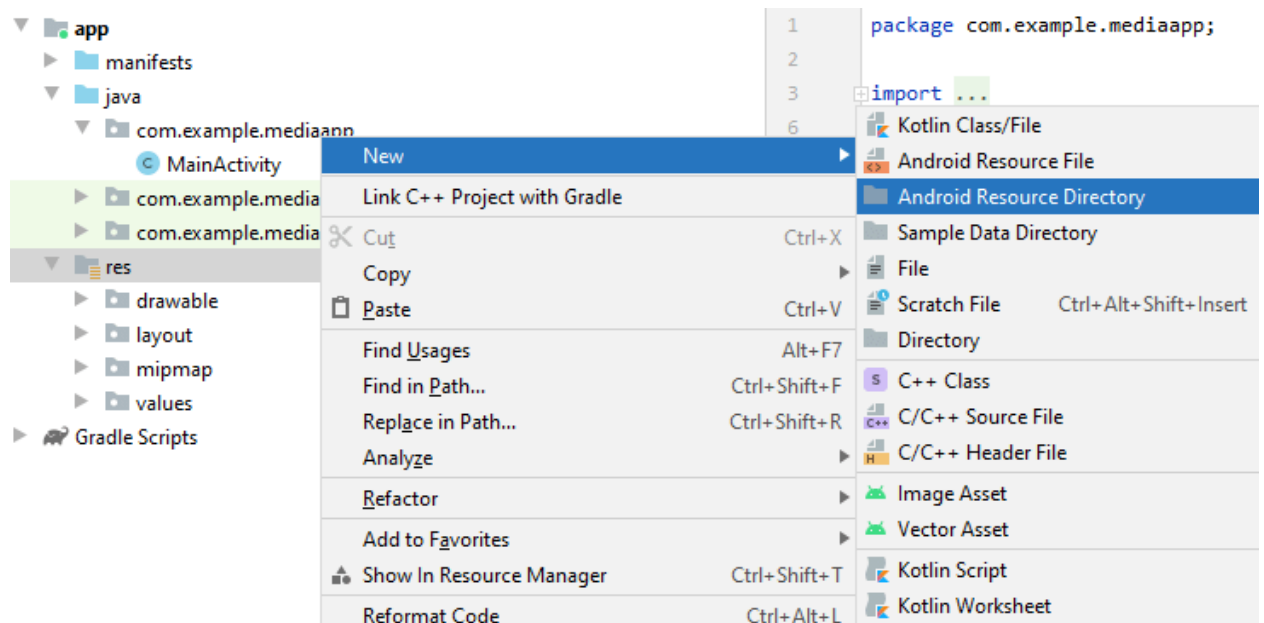 app
manifests
java
com.example.mediaapp
MainActivity
com.example.media
com.example.media
res
drawable
layout
mipmap
values
Gradle Scripts
1 package com.example.mediaapp;
2
3 import ...
6
New
Link C++ Project with Gradle
Cut Ctrl+X
Copy
Paste Ctrl+V
Find Usages Alt+F7
Find in Path... Ctrl+Shift+F
Replace in Path... Ctrl+Shift+R
Analyze
Refactor
Add to Favorites
Show In Resource Manager Ctrl+Shift+T
Reformat Code Ctrl+Alt+L
Kotlin Class/File
Android Resource File
Android Resource Directory
Sample Data Directory
File
Scratch File Ctrl+Alt+Shift+Insert
Directory
S C++ Class
C++ C/C++ Source File
H C/C++ Header File
Image Asset
Vector Asset
Kotlin Script
Kotlin Worksheet